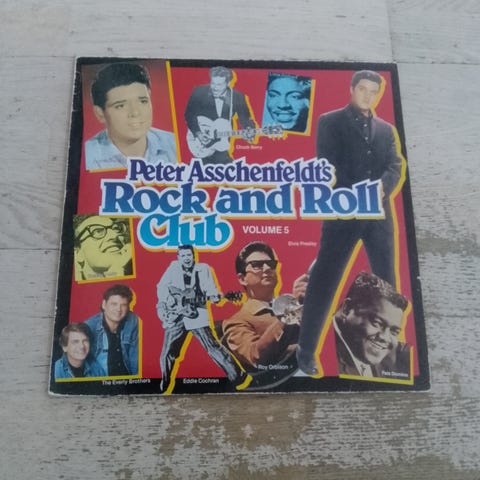 Chuck Berry
Peter Asschenfeldt's
Rock and Roll
Club
VOLUME 5
Elvis Presley
Roy Orbison
Fats Domino
The Everly Brothers
Eddie Cochran